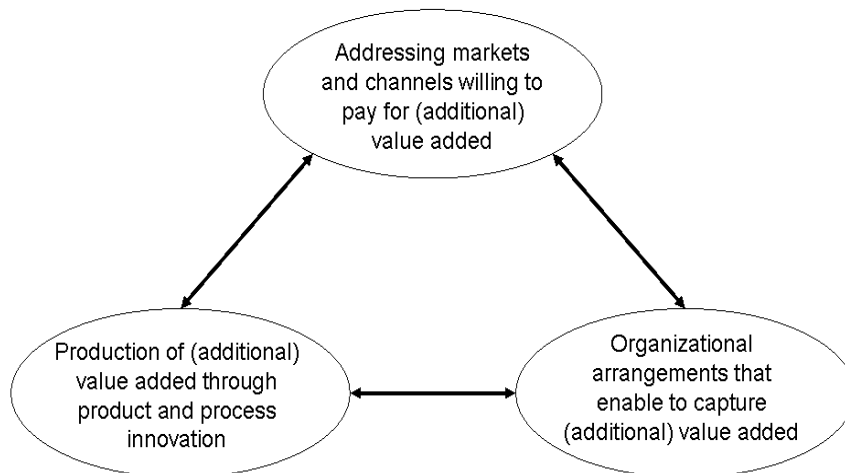 Addressing markets
and channels willing to
pay for (additional)
value added
Production of (additional)
value added through
product and process
innovation
Organizational
arrangements that
enable to capture
(additional) value added